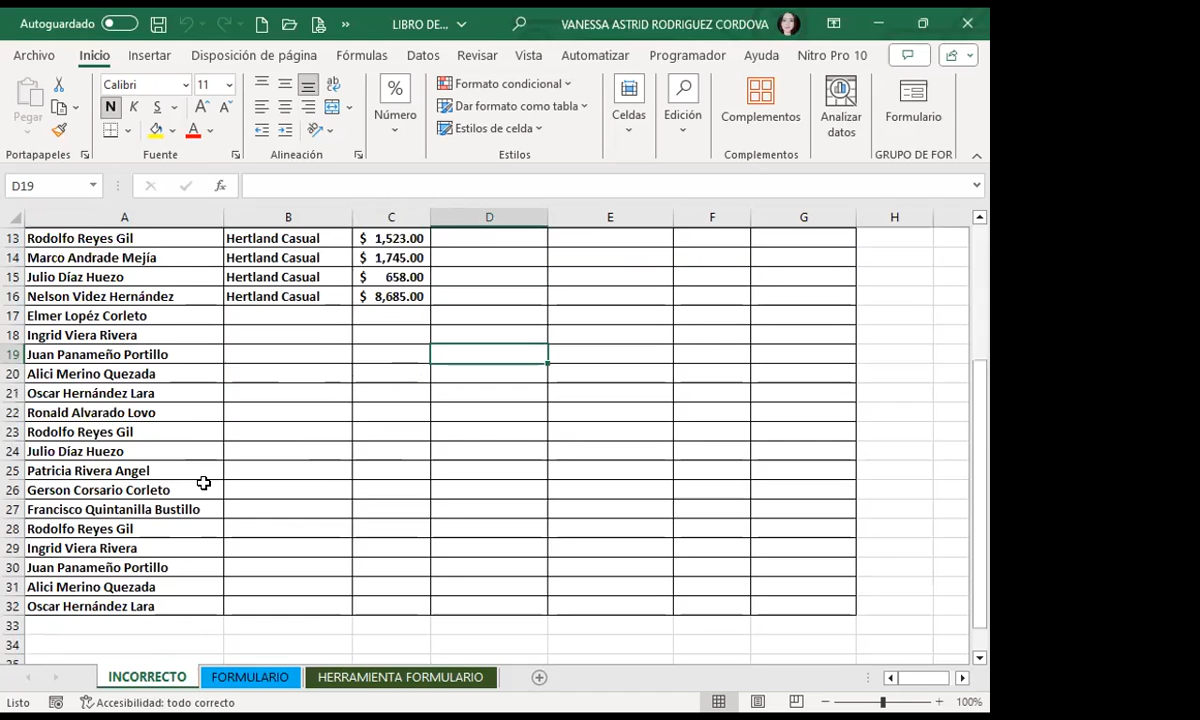 Autoguardado LIBRO DE... VANESSA ASTRID RODRIGUEZ CORDOVA
Archivo Inicio Insertar Disposición de página Fórmulas Datos Revisar Vista Automatizar Programador Ayuda Nitro Pro 10
Pegar
Calibri 11
N K S
Número
Formato condicional
Dar formato como tabla
Estilos de celda
Celdas
Edición
Complementos
Analizar datos
Formulario
Portapapeles Fuente Alineación Estilos Complementos GRUPO DE FOR
D19 fx
A B C D E F G H
13 Rodolfo Reyes Gil Hertland Casual $ 1,523.00
14 Marco Andrade Mejía Hertland Casual $ 1,745.00
15 Julio Díaz Huezo Hertland Casual $ 658.00
16 Nelson Videz Hernández Hertland Casual $ 8,685.00
17 Elmer Lopéz Corleto
18 Ingrid Viera Rivera
19 Juan Panameño Portillo
20 Alici Merino Quezada
21 Oscar Hernández Lara
22 Ronald Alvarado Lovo
23 Rodolfo Reyes Gil
24 Julio Díaz Huezo
25 Patricia Rivera Angel
26 Gerson Corsario Corleto
27 Francisco Quintanilla Bustillo
28 Rodolfo Reyes Gil
29 Ingrid Viera Rivera
30 Juan Panameño Portillo
31 Alici Merino Quezada
32 Oscar Hernández Lara
33
34
INCORRECTO FORMULARIO HERRAMIENTA FORMULARIO
Listo Accesibilidad: todo correcto 100%